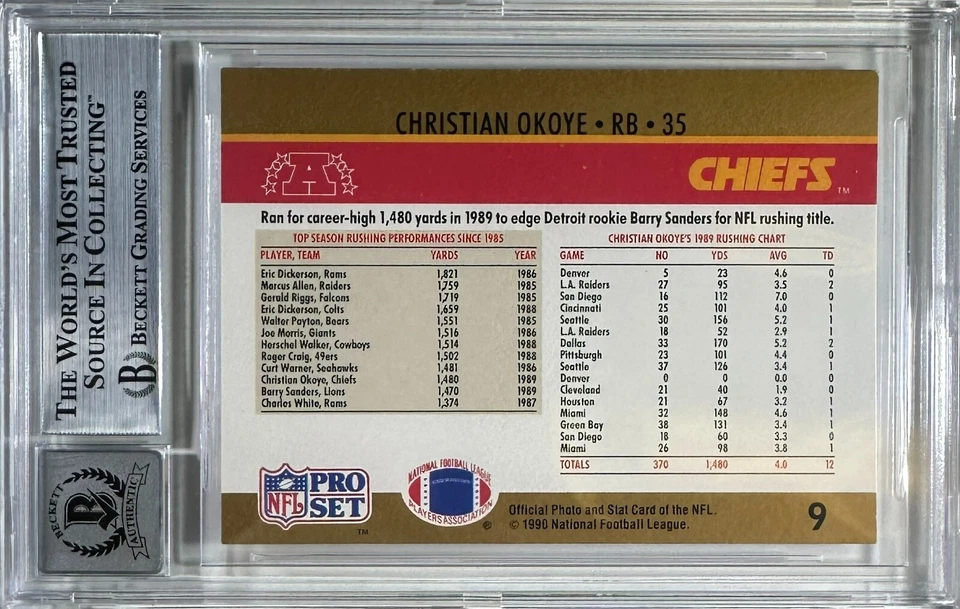 THE WORLD'S MOST TRUSTED
SOURCE IN COLLECTING™
B BECKETT GRADING SERVICES
BECKETT
B
AUTHENTIC
CHRISTIAN OKOYE • RB • 35
A
CHIEFS TM
Ran for career-high 1,480 yards in 1989 to edge Detroit rookie Barry Sanders for NFL rushing title.
TOP SEASON RUSHING PERFORMANCES SINCE 1985
PLAYER, TEAM YARDS YEAR
Eric Dickerson, Rams 1,821 1986
Marcus Allen, Raiders 1,759 1985
Gerald Riggs, Falcons 1,719 1985
Eric Dickerson, Colts 1,659 1988
Walter Payton, Bears 1,551 1985
Joe Morris, Giants 1,516 1986
Herschel Walker, Cowboys 1,514 1988
Roger Craig, 49ers 1,502 1988
Curt Warner, Seahawks 1,481 1986
Christian Okoye, Chiefs 1,480 1989
Barry Sanders, Lions 1,470 1989
Charles White, Rams 1,374 1987
CHRISTIAN OKOYE'S 1989 RUSHING CHART
GAME NO YDS AVG TD
Denver 5 23 4.6 0
L.A. Raiders 27 95 3.5 2
San Diego 16 112 7.0 0
Cincinnati 25 101 4.0 1
Seattle 30 156 5.2 1
L.A. Raiders 18 52 2.9 1
Dallas 33 170 5.2 2
Pittsburgh 23 101 4.4 0
Seattle 37 126 3.4 1
Denver 0 0 0.0 0
Cleveland 21 40 1.9 0
Houston 21 67 3.2 1
Miami 32 148 4.6 1
Green Bay 38 131 3.4 1
San Diego 18 60 3.3 0
Miami 26 98 3.8 1
TOTALS 370 1,480 4.0 12
NFL PRO SET TM
NATIONAL FOOTBALL LEAGUE
PLAYERS ASSOCIATION ®
Official Photo and Stat Card of the NFL.
© 1990 National Football League.
9